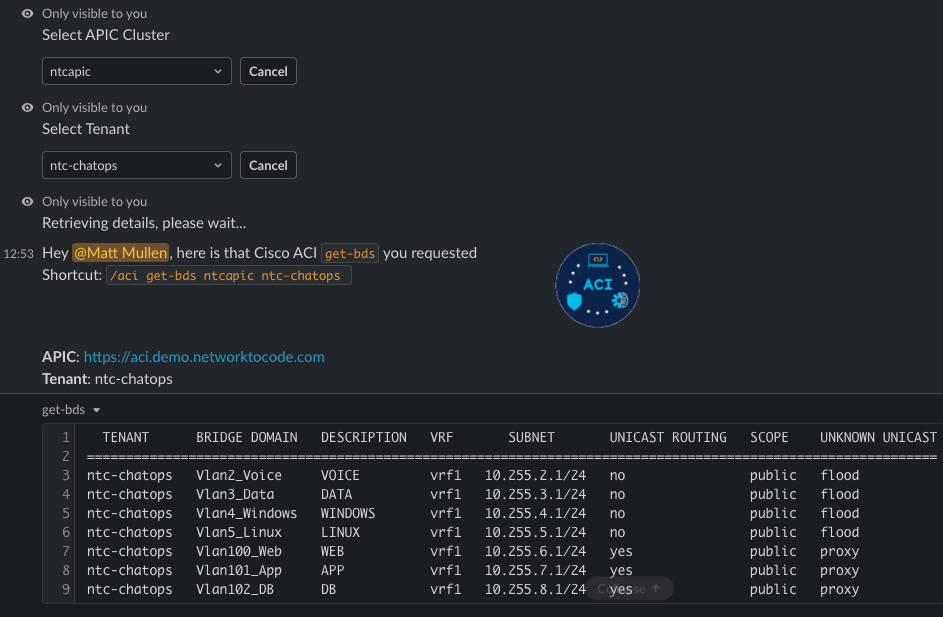 Only visible to you
Select APIC Cluster
ntcapic Cancel
Only visible to you
Select Tenant
ntc-chatops Cancel
Only visible to you
Retrieving details, please wait...
12:53 Hey @Matt Mullen, here is that Cisco ACI get-bds you requested
Shortcut: /aci get-bds ntcapic ntc-chatops
ACI
APIC: https://aci.demo.networktocode.com
Tenant: ntc-chatops
get-bds
1 TENANT BRIDGE DOMAIN DESCRIPTION VRF SUBNET UNICAST ROUTING SCOPE UNKNOWN UNICAST
2 ==============================================================================================================
3 ntc-chatops Vlan2_Voice VOICE vrf1 10.255.2.1/24 no public flood
4 ntc-chatops Vlan3_Data DATA vrf1 10.255.3.1/24 no public flood
5 ntc-chatops Vlan4_Windows WINDOWS vrf1 10.255.4.1/24 no public flood
6 ntc-chatops Vlan5_Linux LINUX vrf1 10.255.5.1/24 no public flood
7 ntc-chatops Vlan100_Web WEB vrf1 10.255.6.1/24 yes public proxy
8 ntc-chatops Vlan101_App APP vrf1 10.255.7.1/24 yes public proxy
9 ntc-chatops Vlan102_DB DB vrf1 10.255.8.1/24 yes public proxy
Collapse ↑